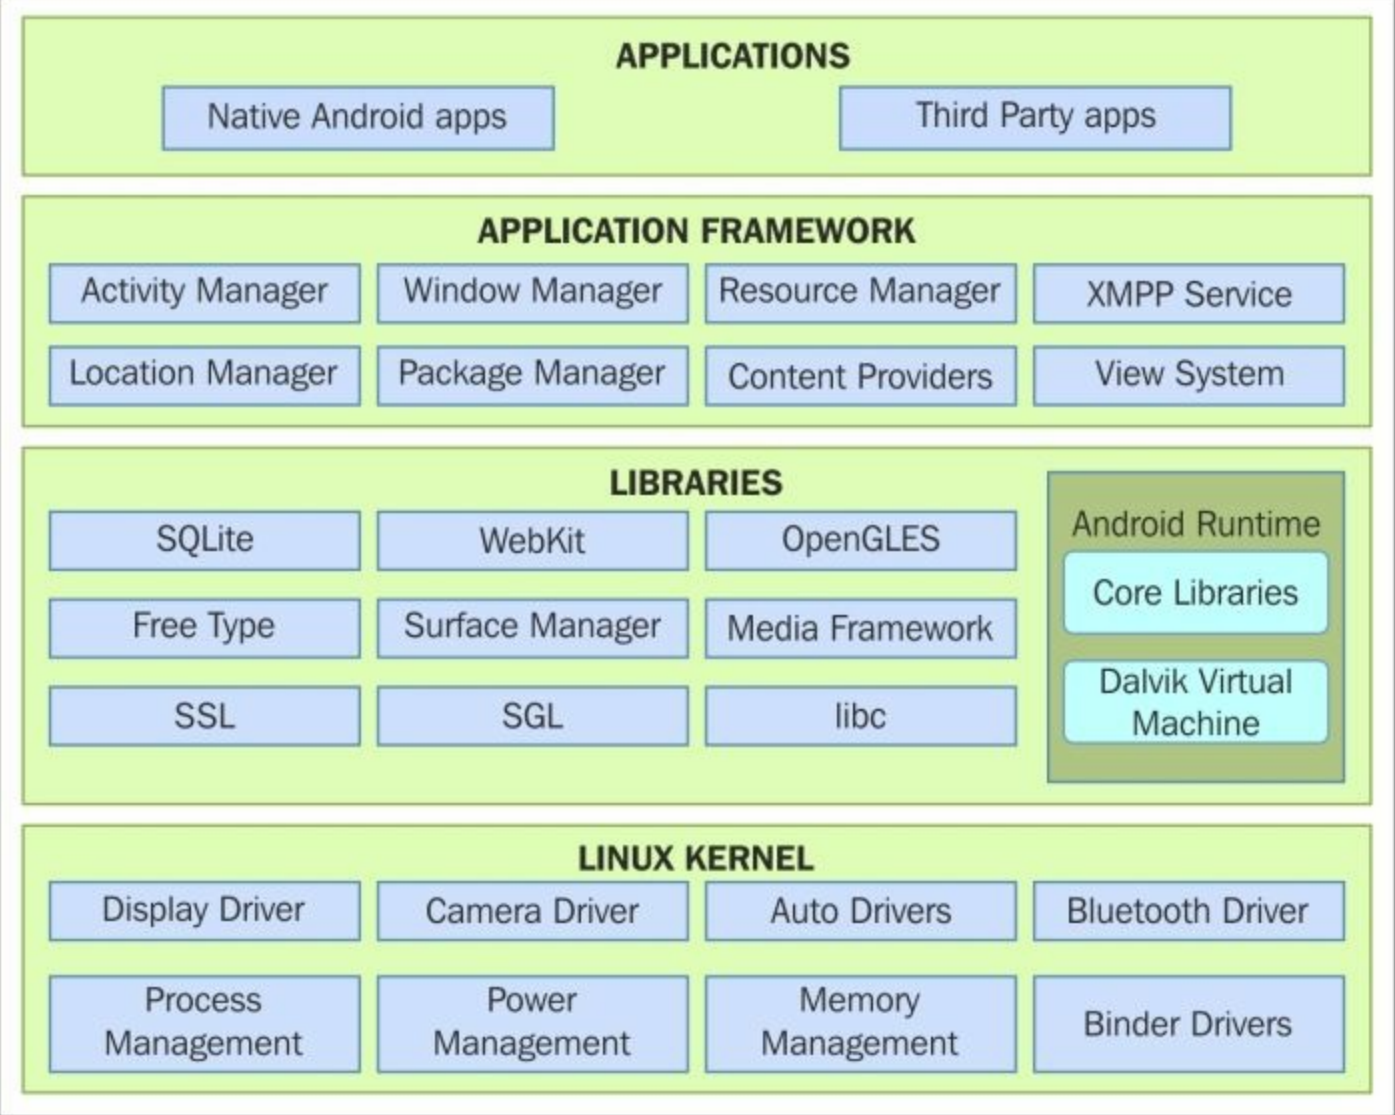 APPLICATIONS
Native Android apps
Third Party apps
APPLICATION FRAMEWORK
Activity Manager
Window Manager
Resource Manager
XMPP Service
Location Manager
Package Manager
Content Providers
View System
LIBRARIES
SQLite
WebKit
OpenGLES
Free Type
Surface Manager
Media Framework
SSL
SGL
libc
Android Runtime
Core Libraries
Dalvik Virtual
Machine
LINUX KERNEL
Display Driver
Camera Driver
Auto Drivers
Bluetooth Driver
Process
Management
Power
Management
Memory
Management
Binder Drivers